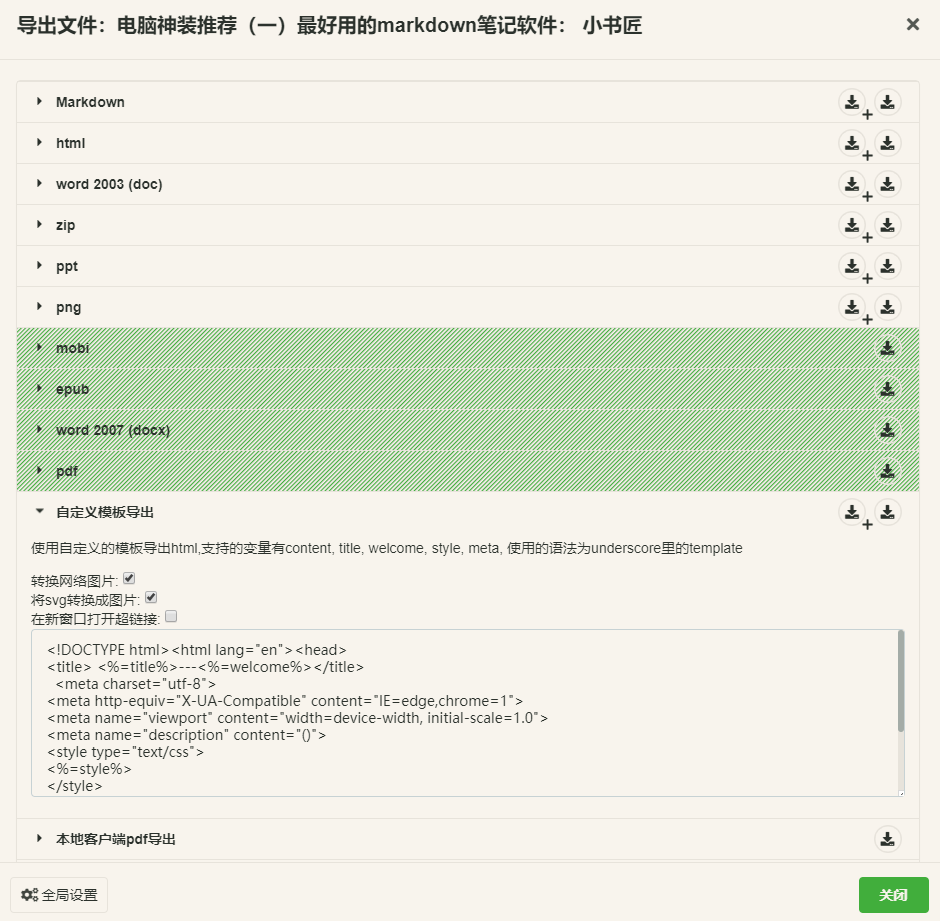 导出文件：电脑神装推荐（一）最好用的markdown笔记软件： 小书匠
Markdown
html
word 2003 (doc)
zip
ppt
png
mobi
epub
word 2007 (docx)
pdf
自定义模板导出
使用自定义的模板导出html,支持的变量有content, title, welcome, style, meta, 使用的语法为underscore里的template
转换网络图片:
将svg转换成图片:
在新窗口打开超链接:
<!DOCTYPE html><html lang="en"><head>
<title> <%=title%>---<%=welcome%></title>
<meta charset="utf-8">
<meta http-equiv="X-UA-Compatible" content="IE=edge,chrome=1">
<meta name="viewport" content="width=device-width, initial-scale=1.0">
<meta name="description" content="()">
<style type="text/css">
<%=style%>
</style>
本地客户端pdf导出
全局设置
关闭